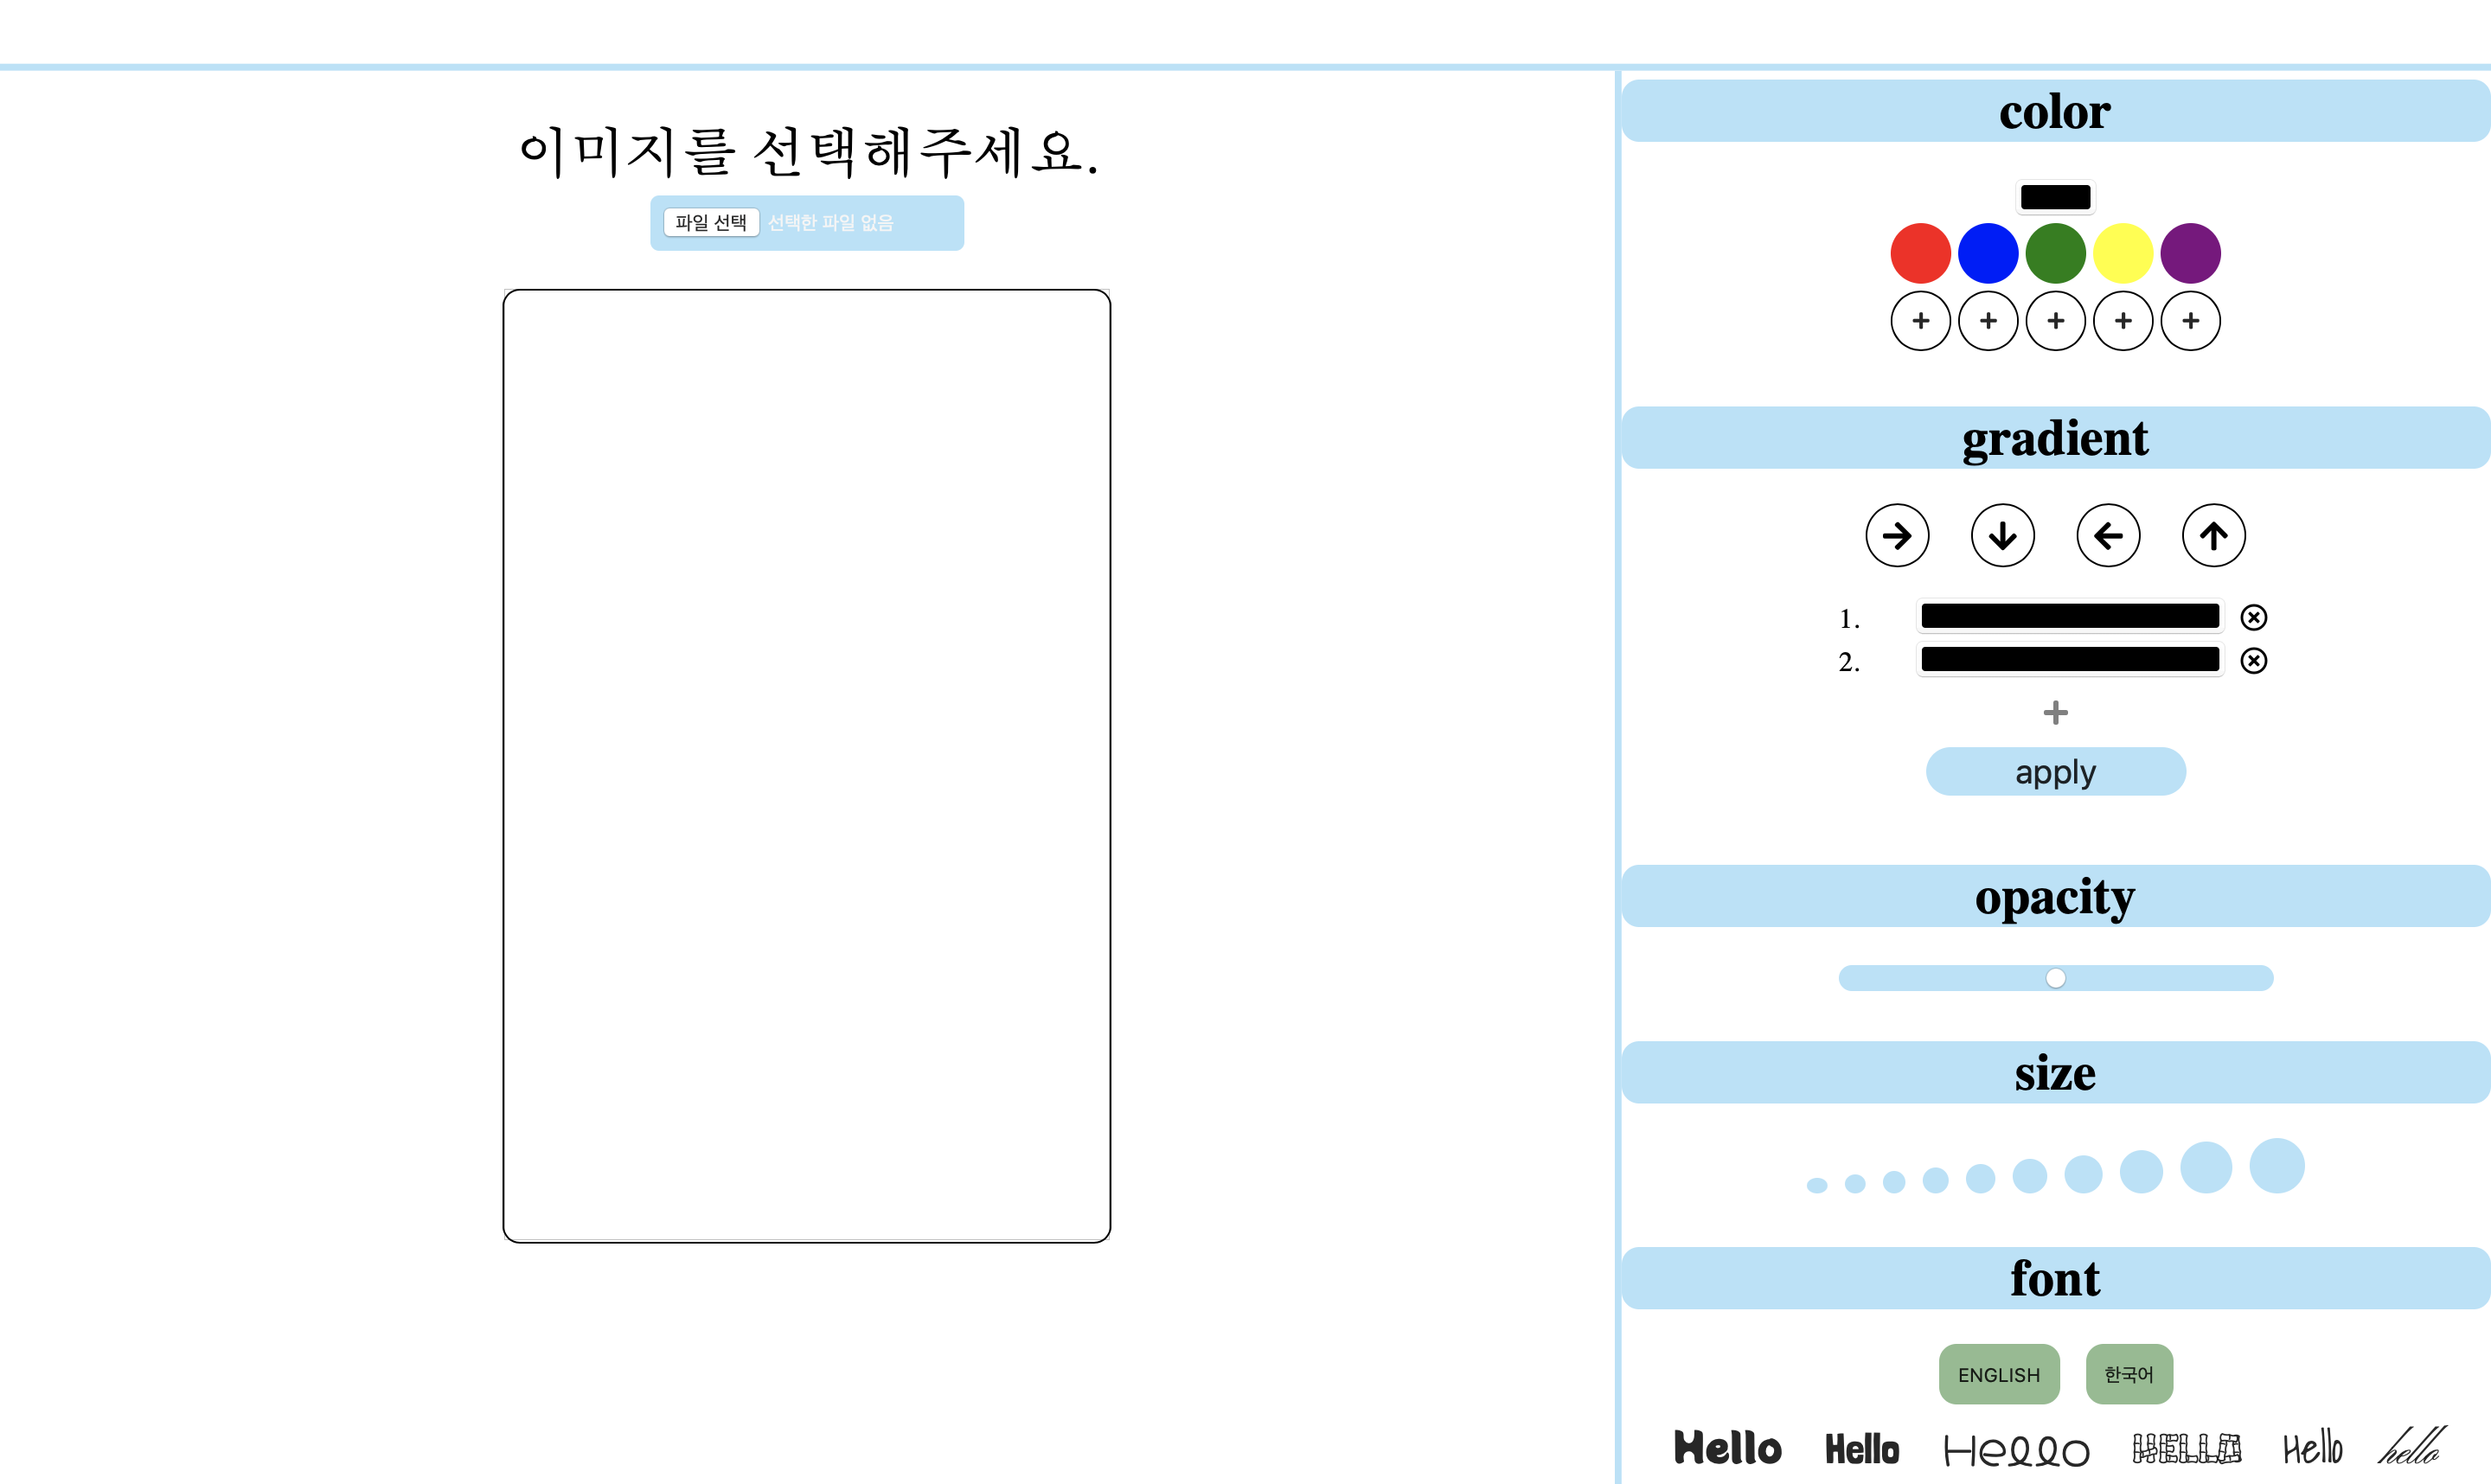 이미지를 선택해주세요.
파일 선택 선택한 파일 없음
color
+ + + + +
gradient
1.
2.
+
apply
opacity
size
font
ENGLISH 한국어
Hello Hello Hello HELLO Hello hello